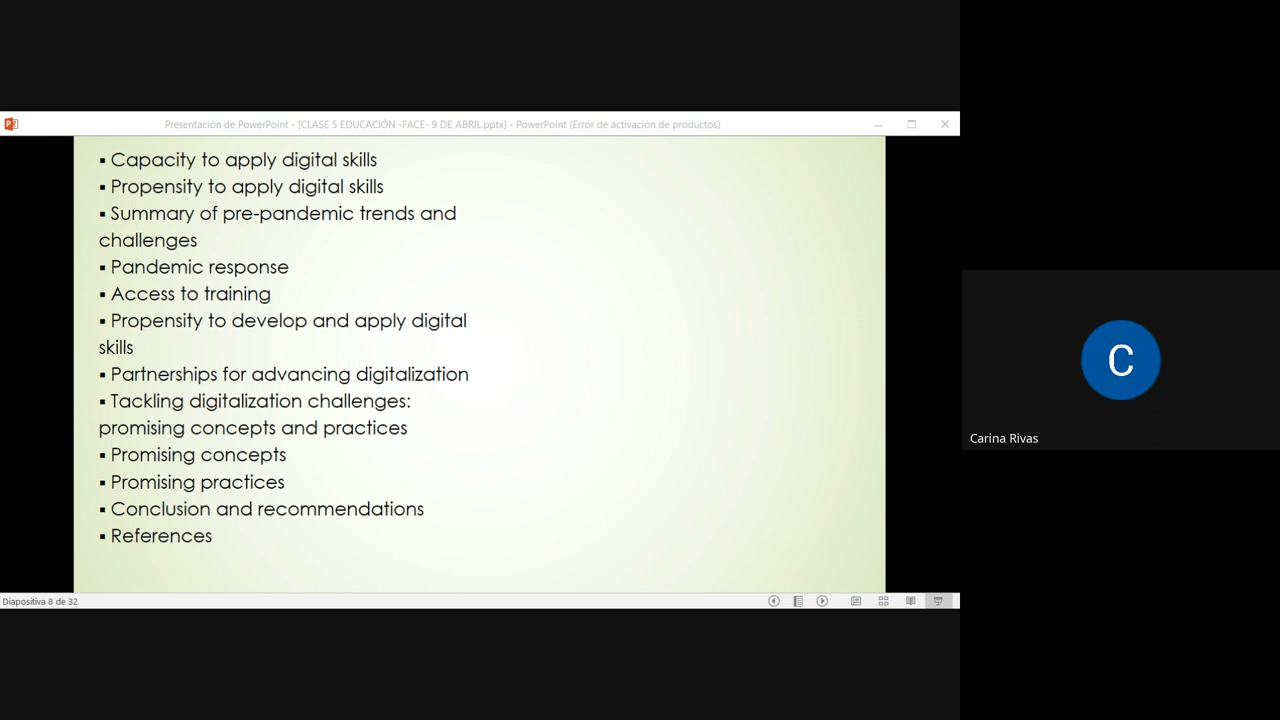 Presentación de PowerPoint - [CLASE 5 EDUCACIÓN -FACE- 9 DE ABRIL.pptx] - PowerPoint (Error de activación de productos)
▪ Capacity to apply digital skills
▪ Propensity to apply digital skills
▪ Summary of pre-pandemic trends and
challenges
▪ Pandemic response
▪ Access to training
▪ Propensity to develop and apply digital
skills
▪ Partnerships for advancing digitalization
▪ Tackling digitalization challenges:
promising concepts and practices
▪ Promising concepts
▪ Promising practices
▪ Conclusion and recommendations
▪ References
Diapositiva 8 de 32
C
Carina Rivas